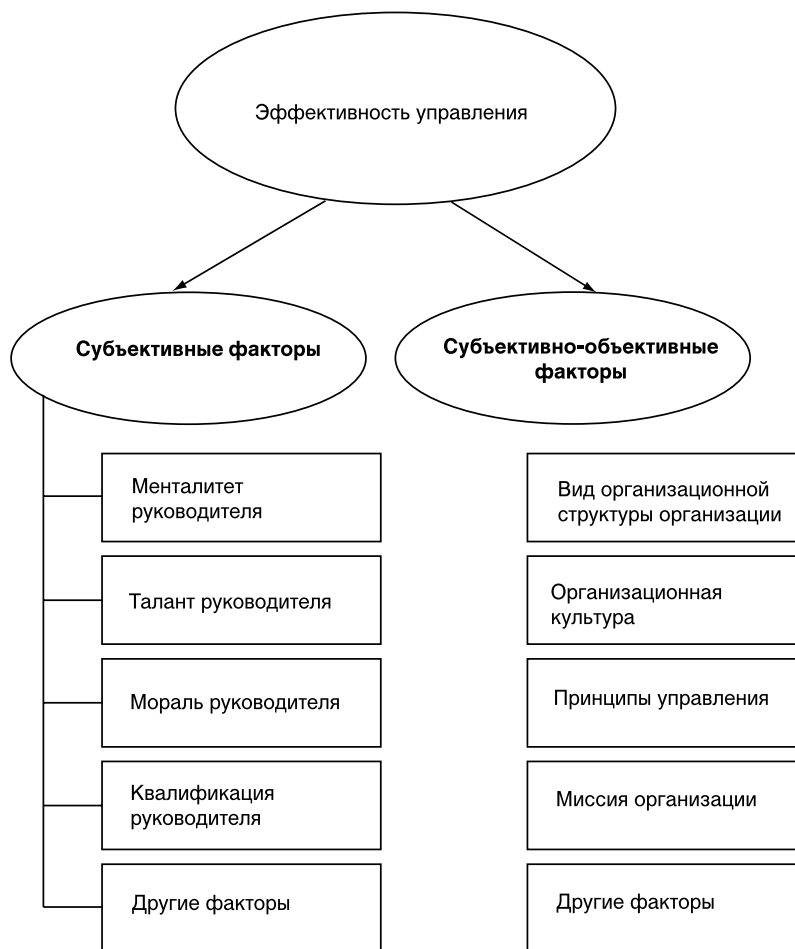 Эффективность управления
Субъективные факторы
Субъективно-объективные
факторы
Менталитет
руководителя
Талант руководителя
Мораль руководителя
Квалификация
руководителя
Другие факторы
Вид организационной
структуры организации
Организационная
культура
Принципы управления
Миссия организации
Другие факторы